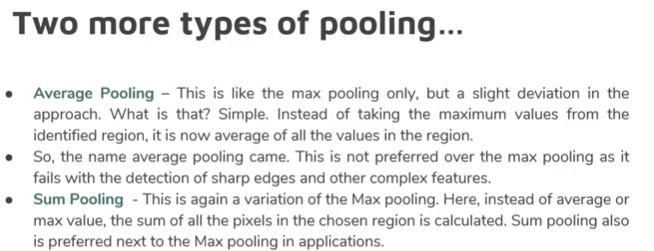 Two more types of pooling...
● Average Pooling – This is like the max pooling only, but a slight deviation in the
approach. What is that? Simple. Instead of taking the maximum values from the
identified region, it is now average of all the values in the region.
● So, the name average pooling came. This is not preferred over the max pooling as it
fails with the detection of sharp edges and other complex features.
● Sum Pooling - This is again a variation of the Max pooling. Here, instead of average or
max value, the sum of all the pixels in the chosen region is calculated. Sum pooling also
is preferred next to the Max pooling in applications.